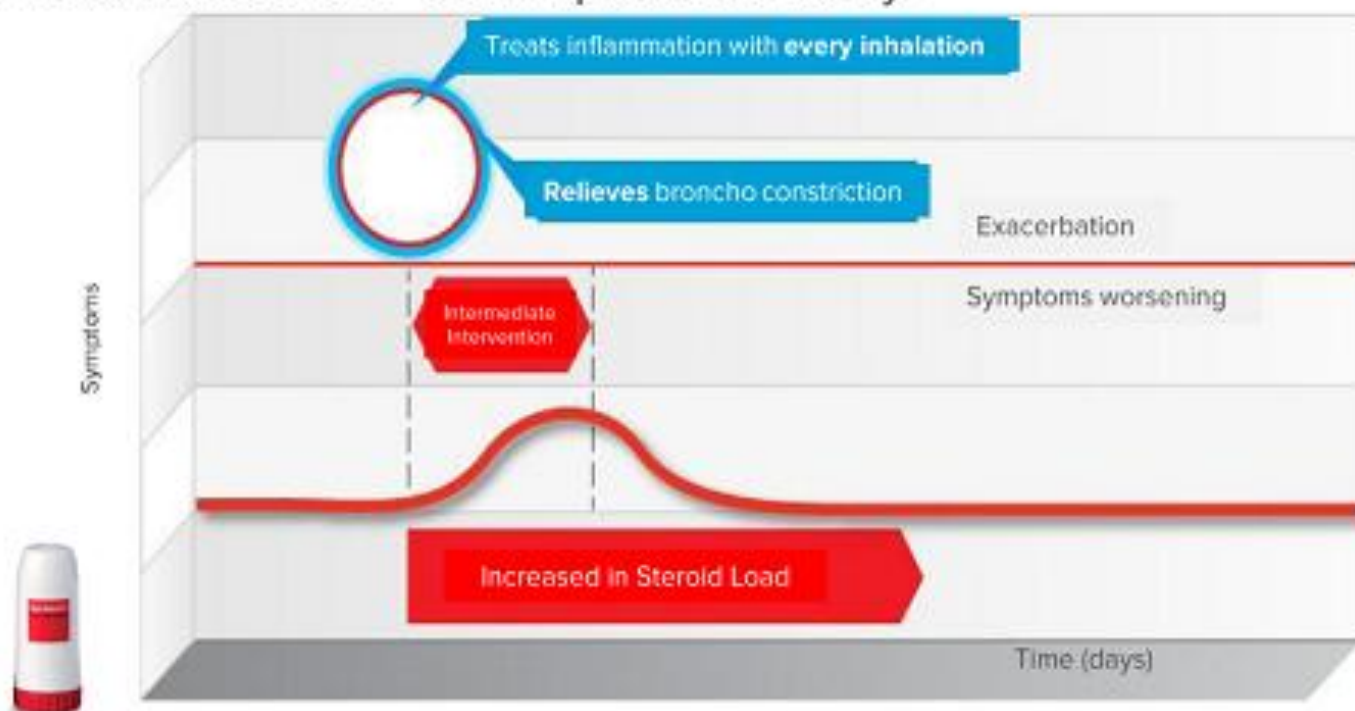 Treats inflammation with every inhalation
Relieves broncho constriction
Exacerbation
Symptoms worsening
Symptoms
Intermediate
Intervention
Increased in Steroid Load
Time (days)